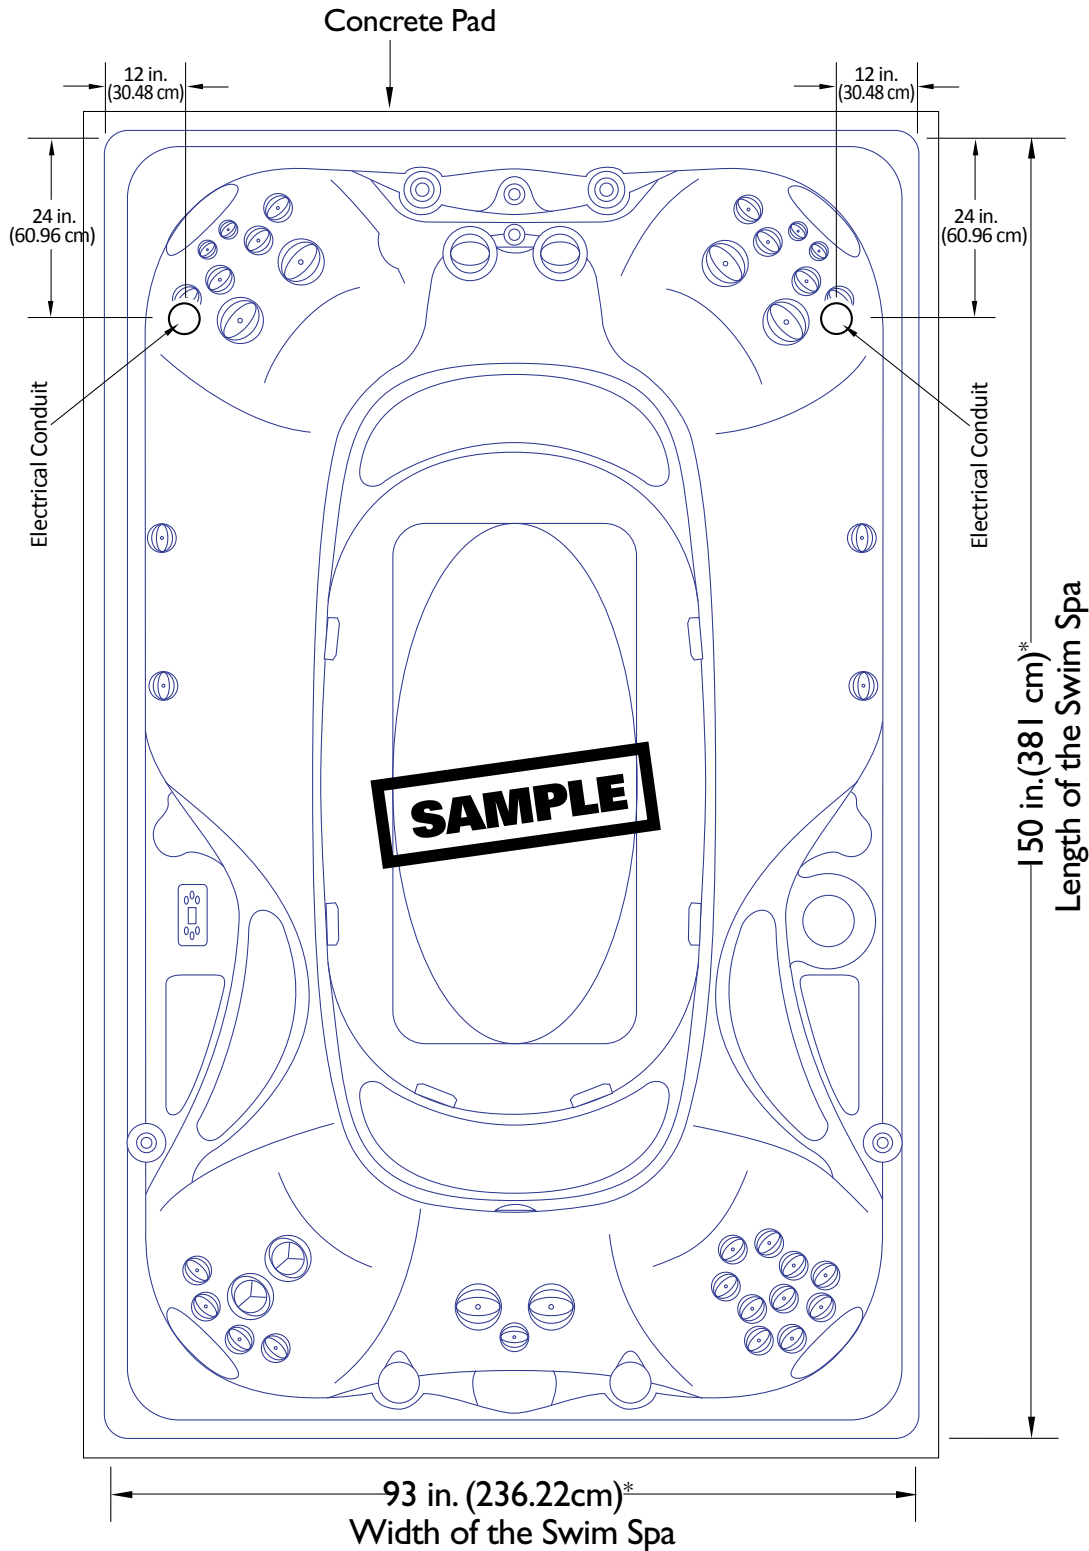 Concrete Pad
12 in.
(30.48 cm)
12 in.
(30.48 cm)
24 in.
(60.96 cm)
24 in.
(60.96 cm)
Electrical Conduit
Electrical Conduit
150 in.(381 cm)*
Length of the Swim Spa
SAMPLE
93 in. (236.22cm)*
Width of the Swim Spa